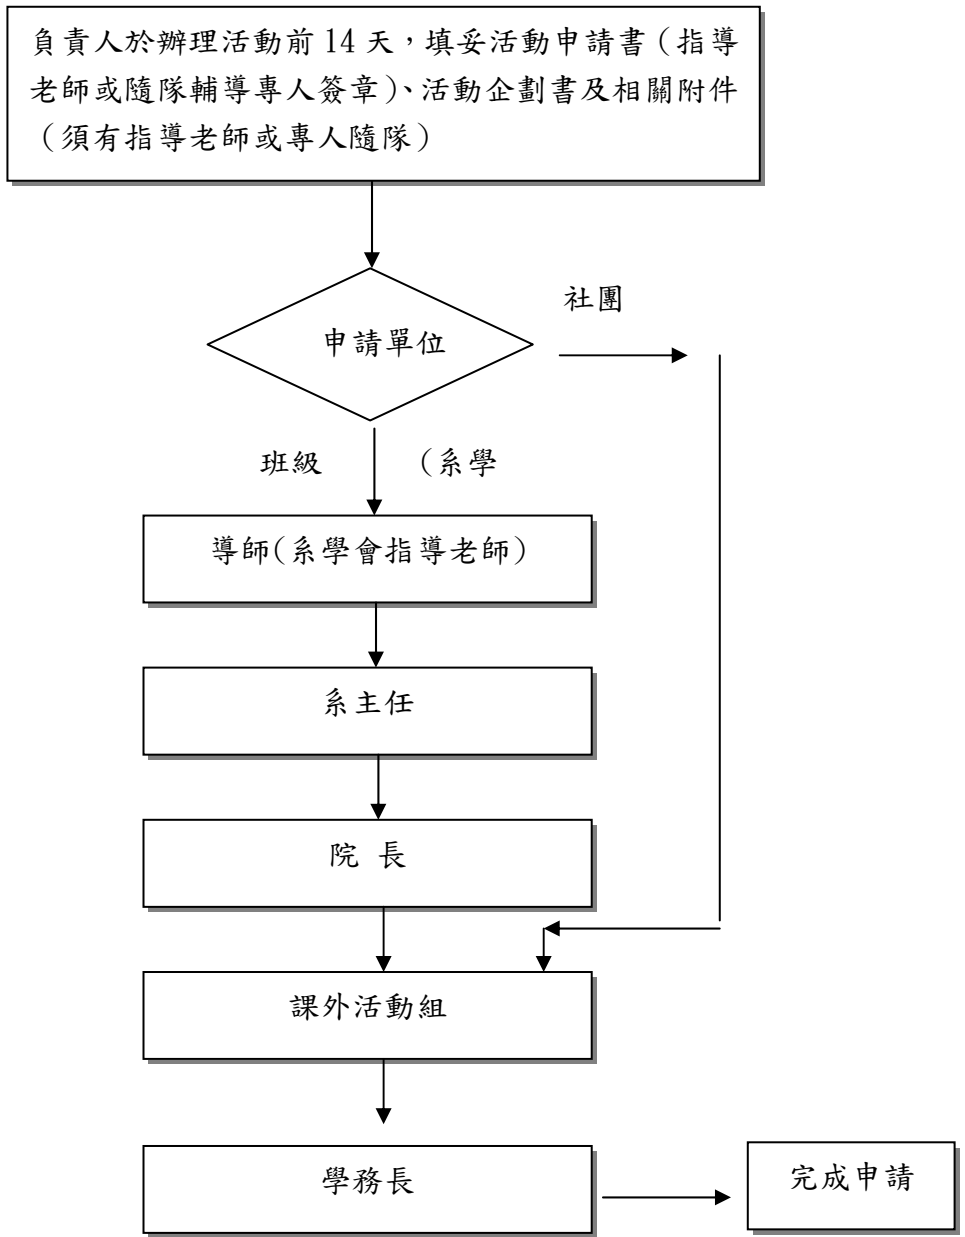 負責人於辦理活動前 14 天，填妥活動申請書（指導
老師或隨隊輔導專人簽章）、活動企劃書及相關附件
（須有指導老師或專人隨隊）
社團
申請單位
班級 （系學
導師(系學會指導老師)
系主任
院 長
課外活動組
學務長
完成申請